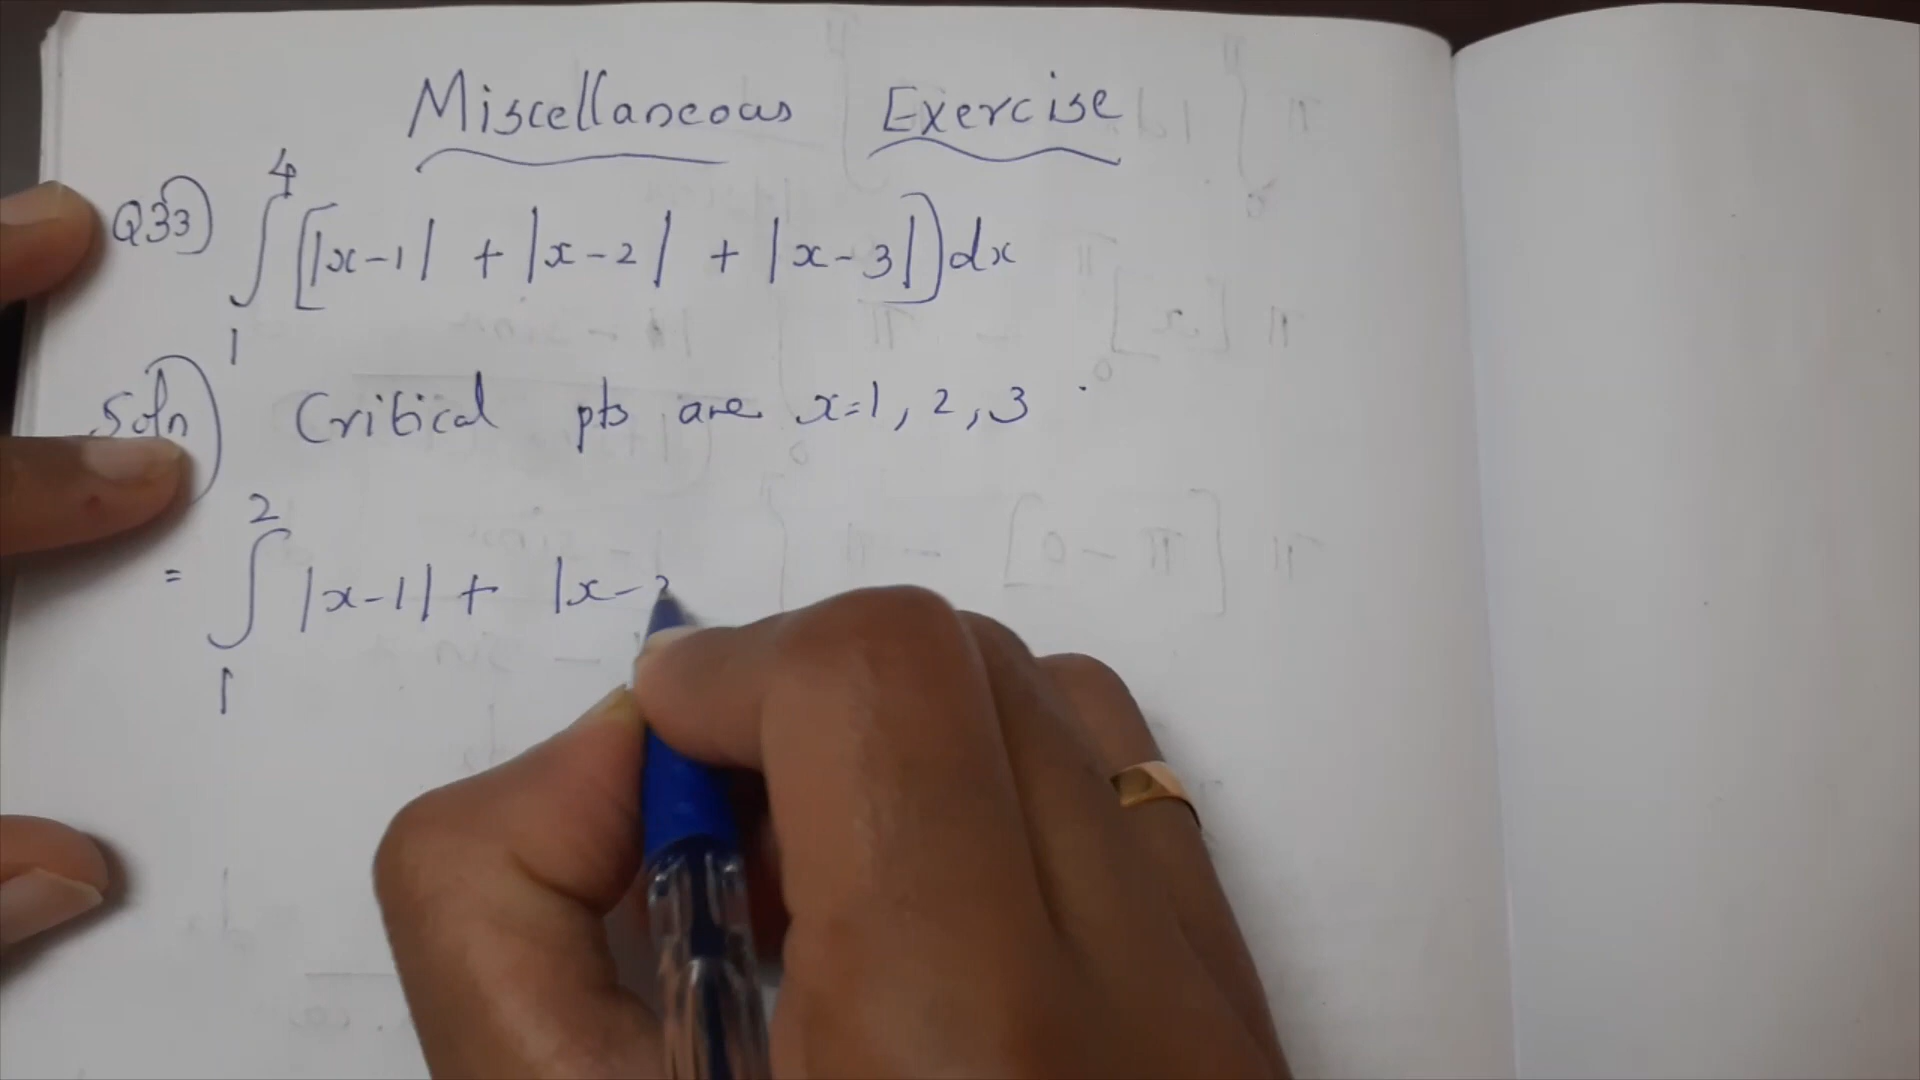 Miscellaneous Exercise
Q33) ∫₁⁴ [|x-1| + |x-2| + |x-3|] dx
Soln) Critical pts are x=1, 2, 3.
= ∫₁² |x-1| + |x-